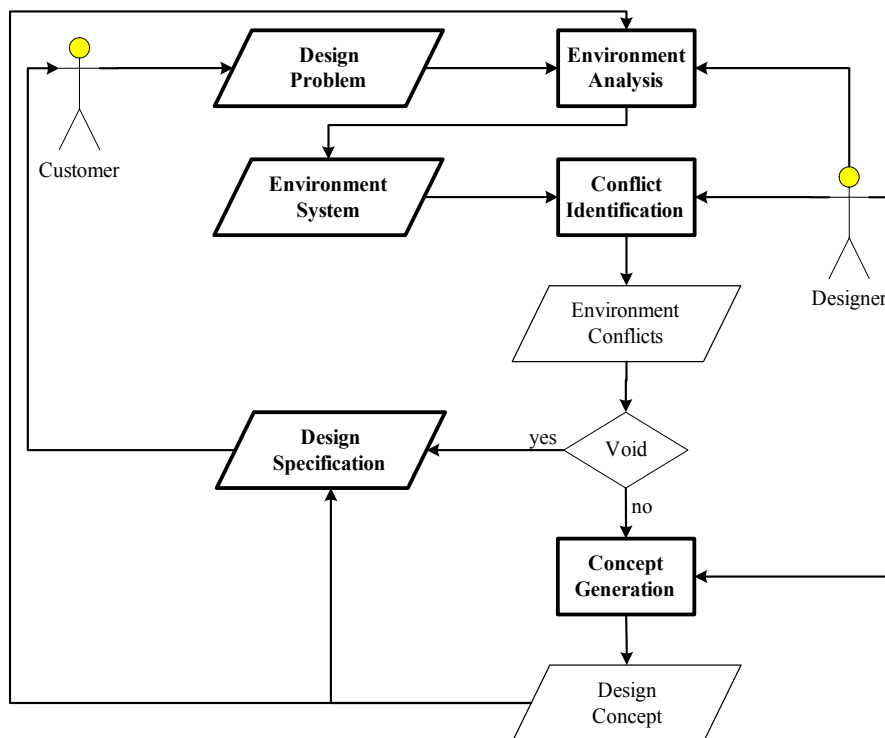 Design
Problem
Environment
Analysis
Customer
Environment
System
Conflict
Identification
Designer
Environment
Conflicts
Design
Specification
yes
Void
no
Concept
Generation
Design
Concept